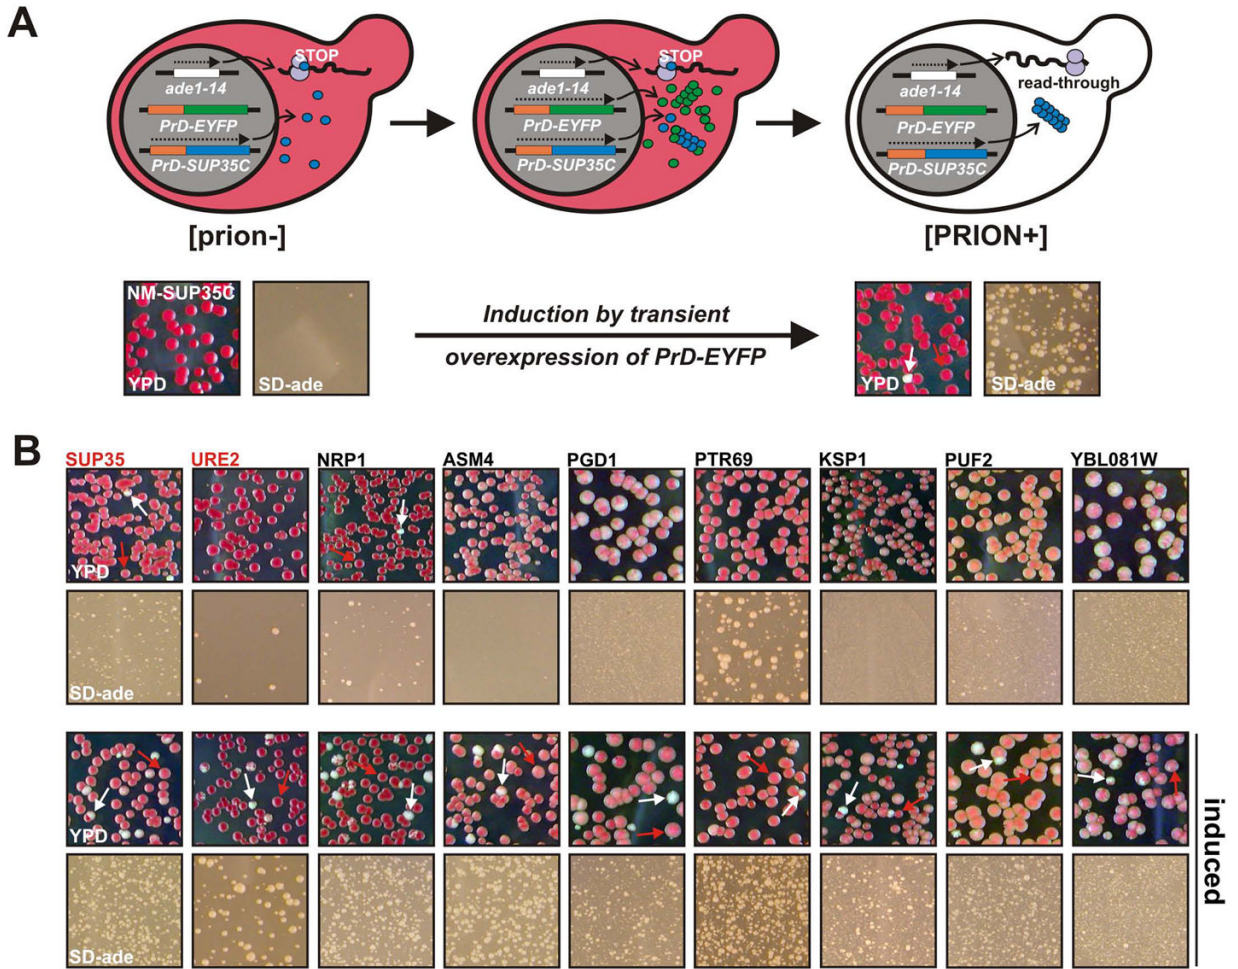 A
STOP
ade1-14
PrD-EYFP
PrD-SUP35C
[prion-]
STOP
ade1-14
PrD-EYFP
PrD-SUP35C
read-through
ade1-14
PrD-EYFP
PrD-SUP35C
[PRION+]
NM-SUP35C
YPD
SD-ade
Induction by transient
overexpression of PrD-EYFP
YPD
SD-ade
B
SUP35 URE2 NRP1 ASM4 PGD1 PTR69 KSP1 PUF2 YBL081W
YPD
SD-ade
YPD
SD-ade
induced